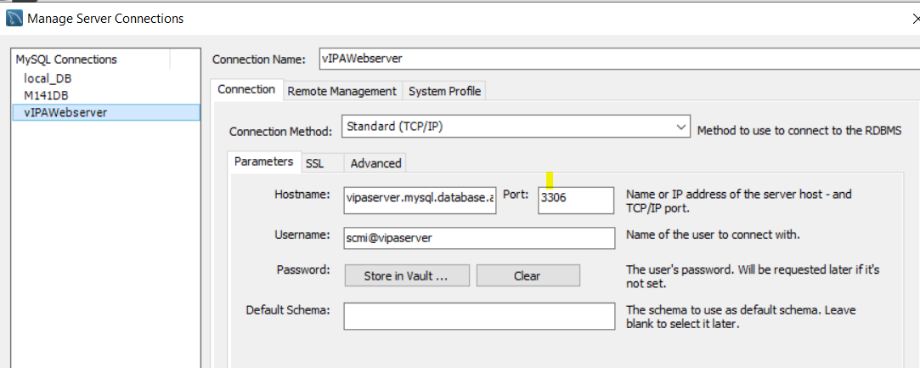 Manage Server Connections
MySQL Connections
local_DB
M141DB
vIPAWebserver
Connection Name: vIPAWebserver
Connection Remote Management System Profile
Connection Method: Standard (TCP/IP) Method to use to connect to the RDBMS
Parameters SSL Advanced
Hostname: vipaserver.mysql.database.a Port: 3306 Name or IP address of the server host - and
TCP/IP port.
Username: scmi@vipaserver Name of the user to connect with.
Password: Store in Vault ... Clear The user's password. Will be requested later if it's
not set.
Default Schema: The schema to use as default schema. Leave
blank to select it later.